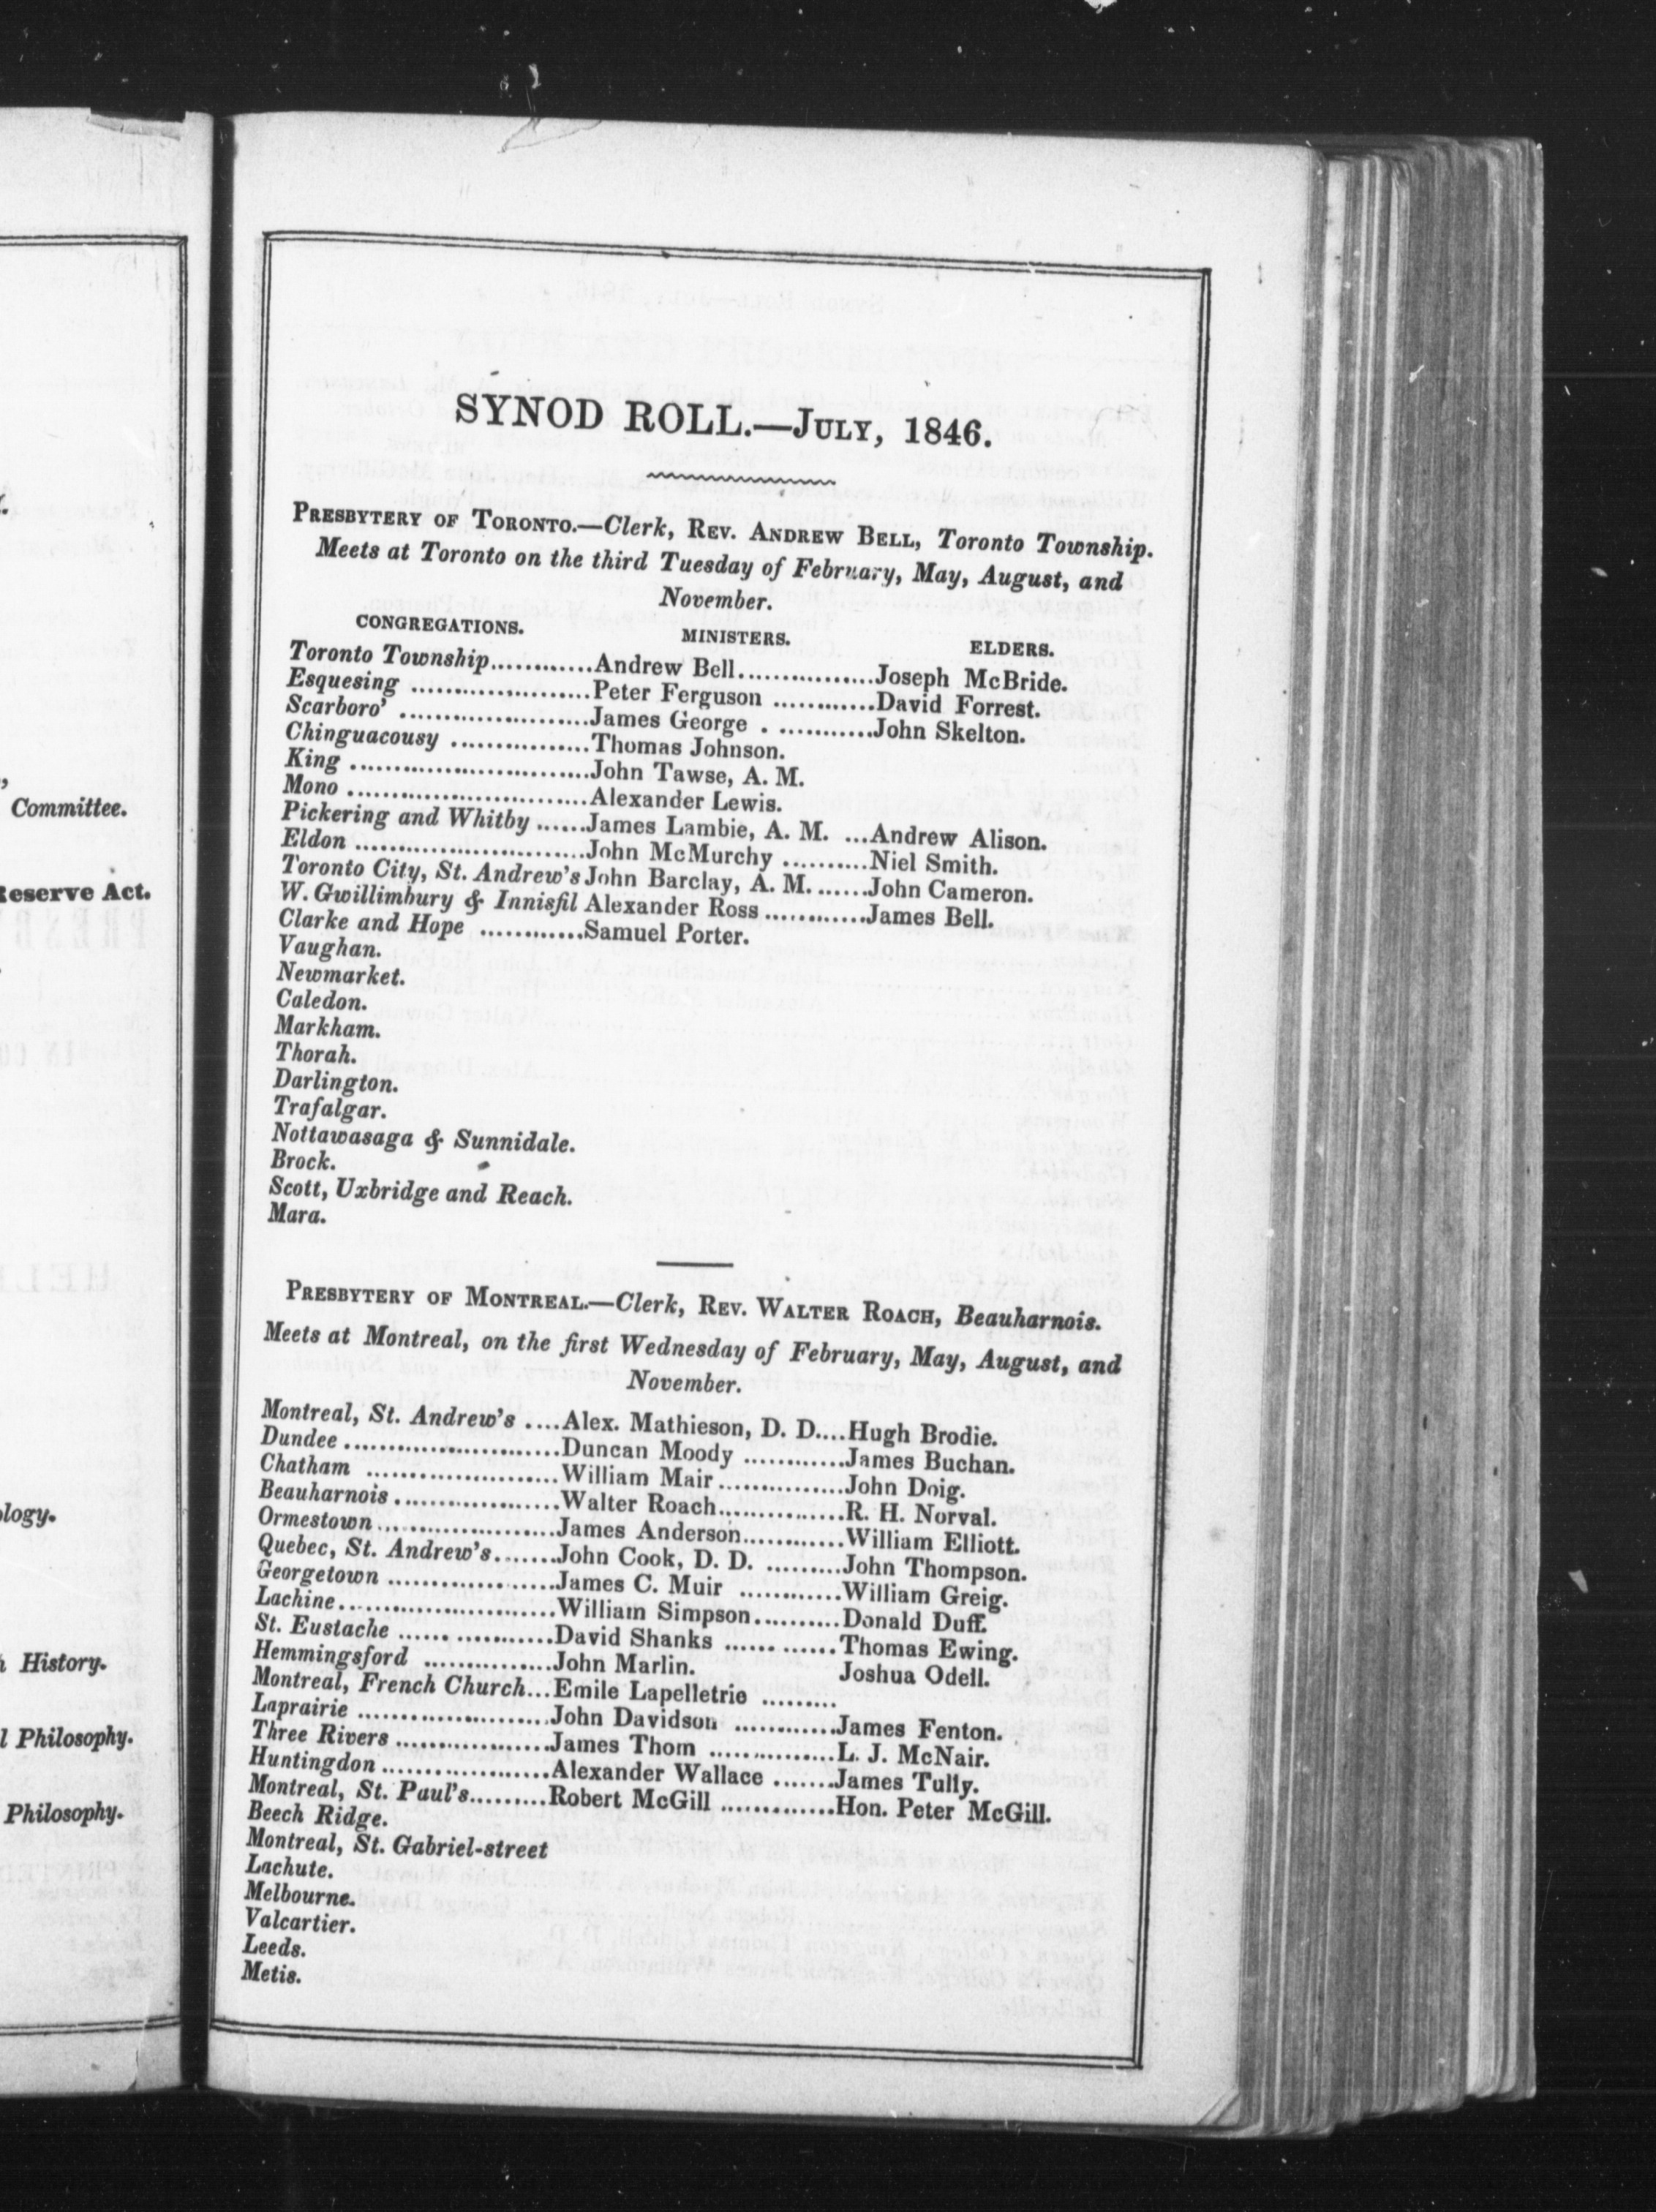 Committee.
Reserve Act.
History.
Philosophy.
Philosophy.
SYNOD ROLL.—JULY, 1846.
PRESBYTERY OF TORONTO.—Clerk, REV. ANDREW BELL, Toronto Township.
Meets at Toronto on the third Tuesday of February, May, August, and
November.
CONGREGATIONS. MINISTERS. ELDERS.
Toronto Township............Andrew Bell................Joseph McBride.
Esquesing .....................Peter Ferguson ............David Forrest.
Scarboro' ......................James George . ...........John Skelton.
Chinguacousy ................Thomas Johnson.
King ............................John Tawse, A. M.
Mono ............................Alexander Lewis.
Pickering and Whitby ......James Lambie, A. M. ...Andrew Alison.
Eldon ...........................John McMurchy ..........Niel Smith.
Toronto City, St. Andrew's John Barclay, A. M.......John Cameron.
W. Gwillimbury & Innisfil Alexander Ross ............James Bell.
Clarke and Hope ............Samuel Porter.
Vaughan.
Newmarket.
Caledon.
Markham.
Thorah.
Darlington.
Trafalgar.
Nottawasaga & Sunnidale.
Brock.
Scott, Uxbridge and Reach.
Mara.
PRESBYTERY OF MONTREAL.—Clerk, REV. WALTER ROACH, Beauharnois.
Meets at Montreal, on the first Wednesday of February, May, August, and
November.
Montreal, St. Andrew's ....Alex. Mathieson, D. D....Hugh Brodie.
Dundee.........................Duncan Moody ............James Buchan.
Chatham ......................William Mair...............John Doig.
Beauharnois...................Walter Roach...............R. H. Norval.
Ormestown.....................James Anderson............William Elliott.
Quebec, St. Andrew's.......John Cook, D. D. .........John Thompson.
Georgetown ...................James C. Muir ............William Greig.
Lachine.........................William Simpson..........Donald Duff.
St. Eustache ...... ...........David Shanks .............Thomas Ewing.
Hemmingsford ...............John Marlin. Joshua Odell.
Montreal, French Church...Emile Lapelletrie .........
Laprairie ......................John Davidson ............James Fenton.
Three Rivers ..................James Thom ...............L. J. McNair.
Huntingdon ...................Alexander Wallace .......James Tully.
Montreal, St. Paul's.........Robert McGill .............Hon. Peter McGill.
Beech Ridge.
Montreal, St. Gabriel-street
Lachute.
Melbourne.
Valcartier.
Leeds.
Metis.